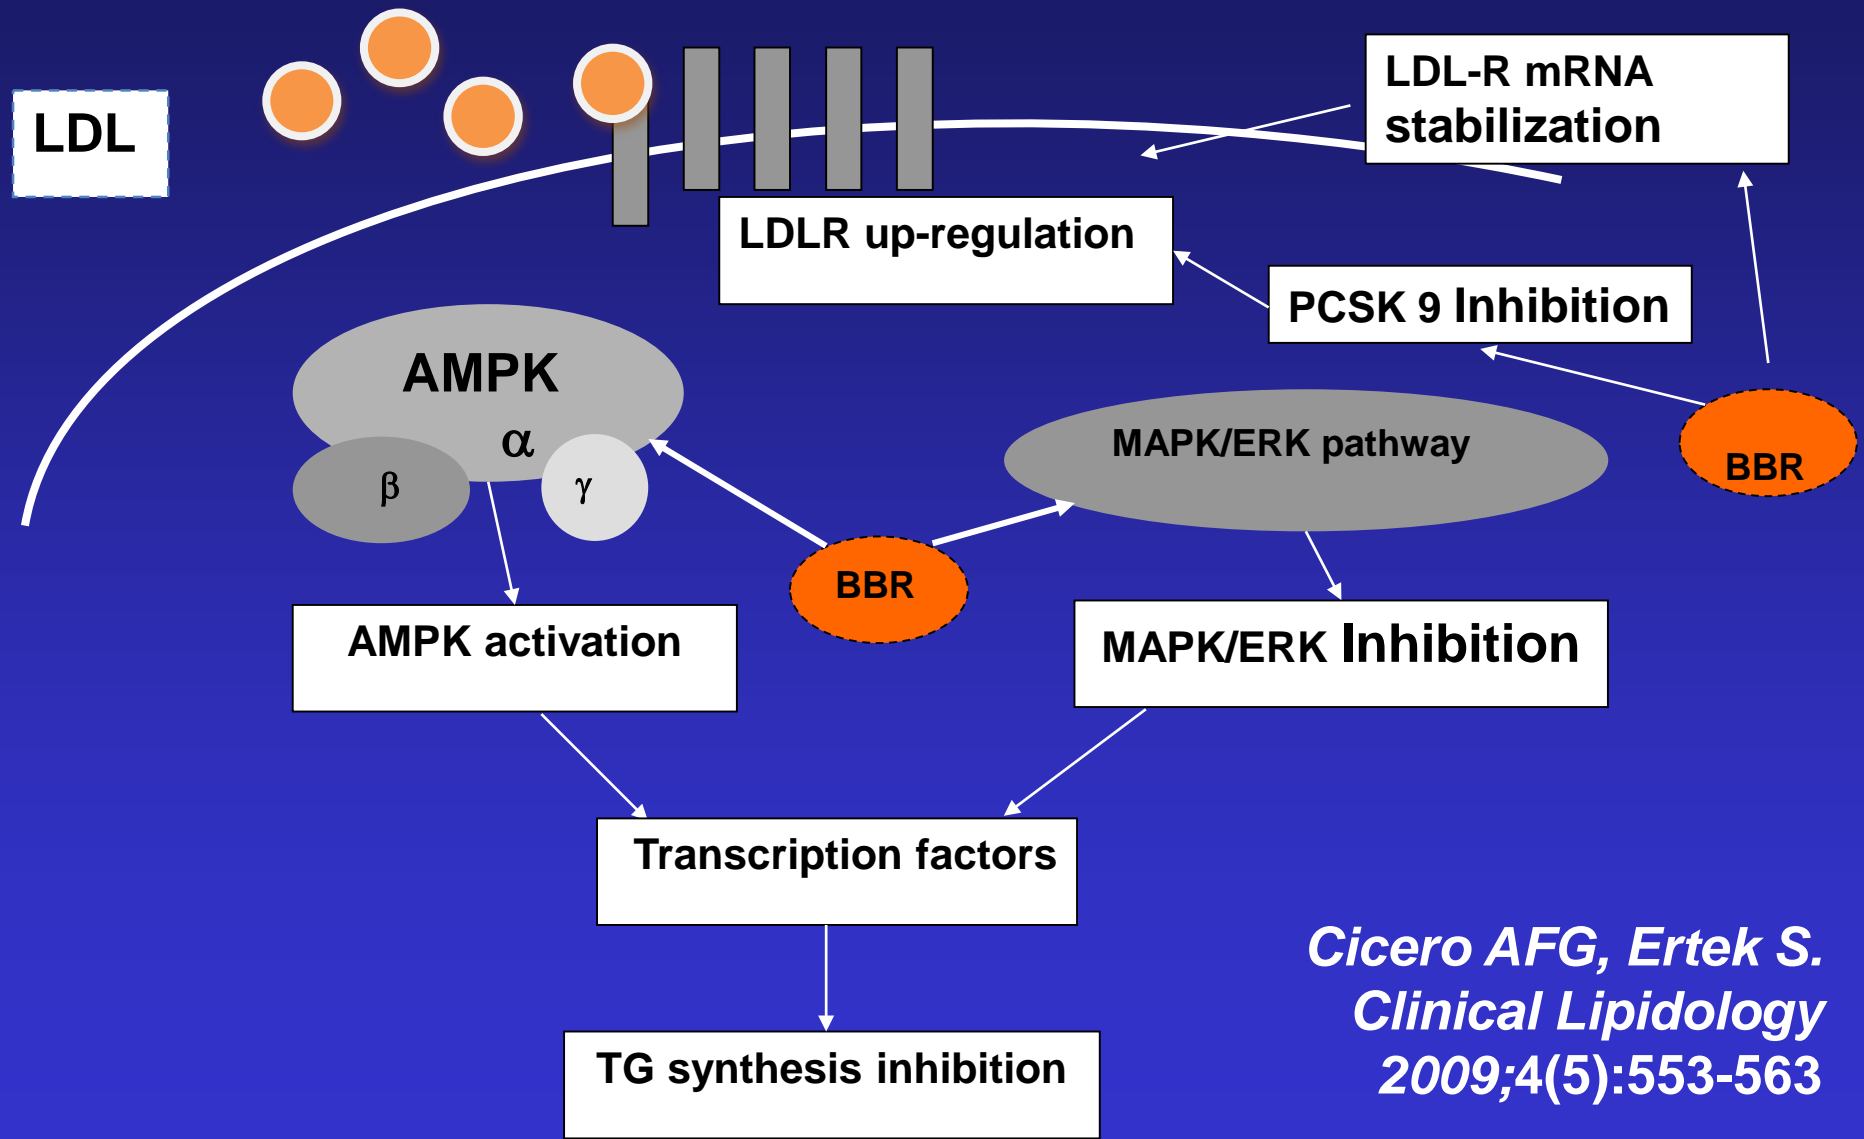 LDL
LDL-R mRNA
stabilization
LDLR up-regulation
PCSK 9 Inhibition
AMPK
α
β
γ
MAPK/ERK pathway
BBR
BBR
AMPK activation
MAPK/ERK Inhibition
Transcription factors
TG synthesis inhibition
Cicero AFG, Ertek S.
Clinical Lipidology
2009;4(5):553-563